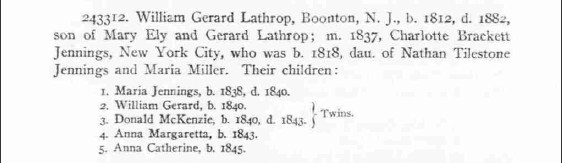 243312. William Gerard Lathrop, Boonton, N. J., b. 1812, d. 1882,
son of Mary Ely and Gerard Lathrop; m. 1837, Charlotte Brackett
Jennings, New York City, who was b. 1818, dau. of Nathan Tilestone
Jennings and Maria Miller. Their children:
1. Maria Jennings, b. 1838, d. 1840.
2. William Gerard, b. 1840.
3. Donald McKenzie, b. 1840, d. 1843. } Twins.
4. Anna Margaretta, b. 1843.
5. Anna Catherine, b. 1845.